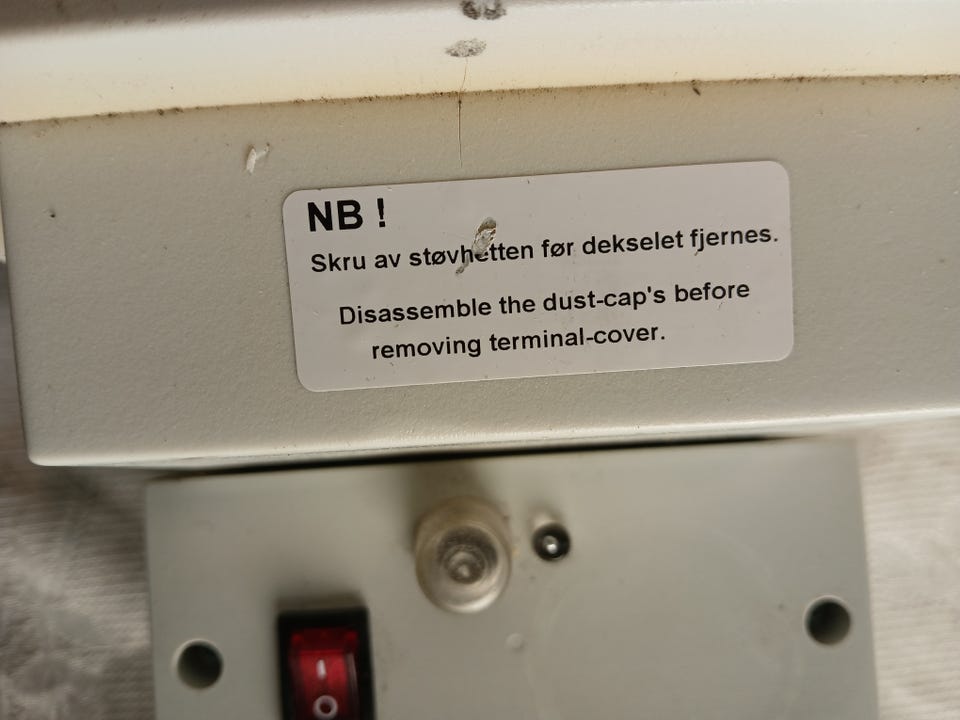 NB !
Skru av støvhetten før dekselet fjernes.
Disassemble the dust-cap's before
removing terminal-cover.